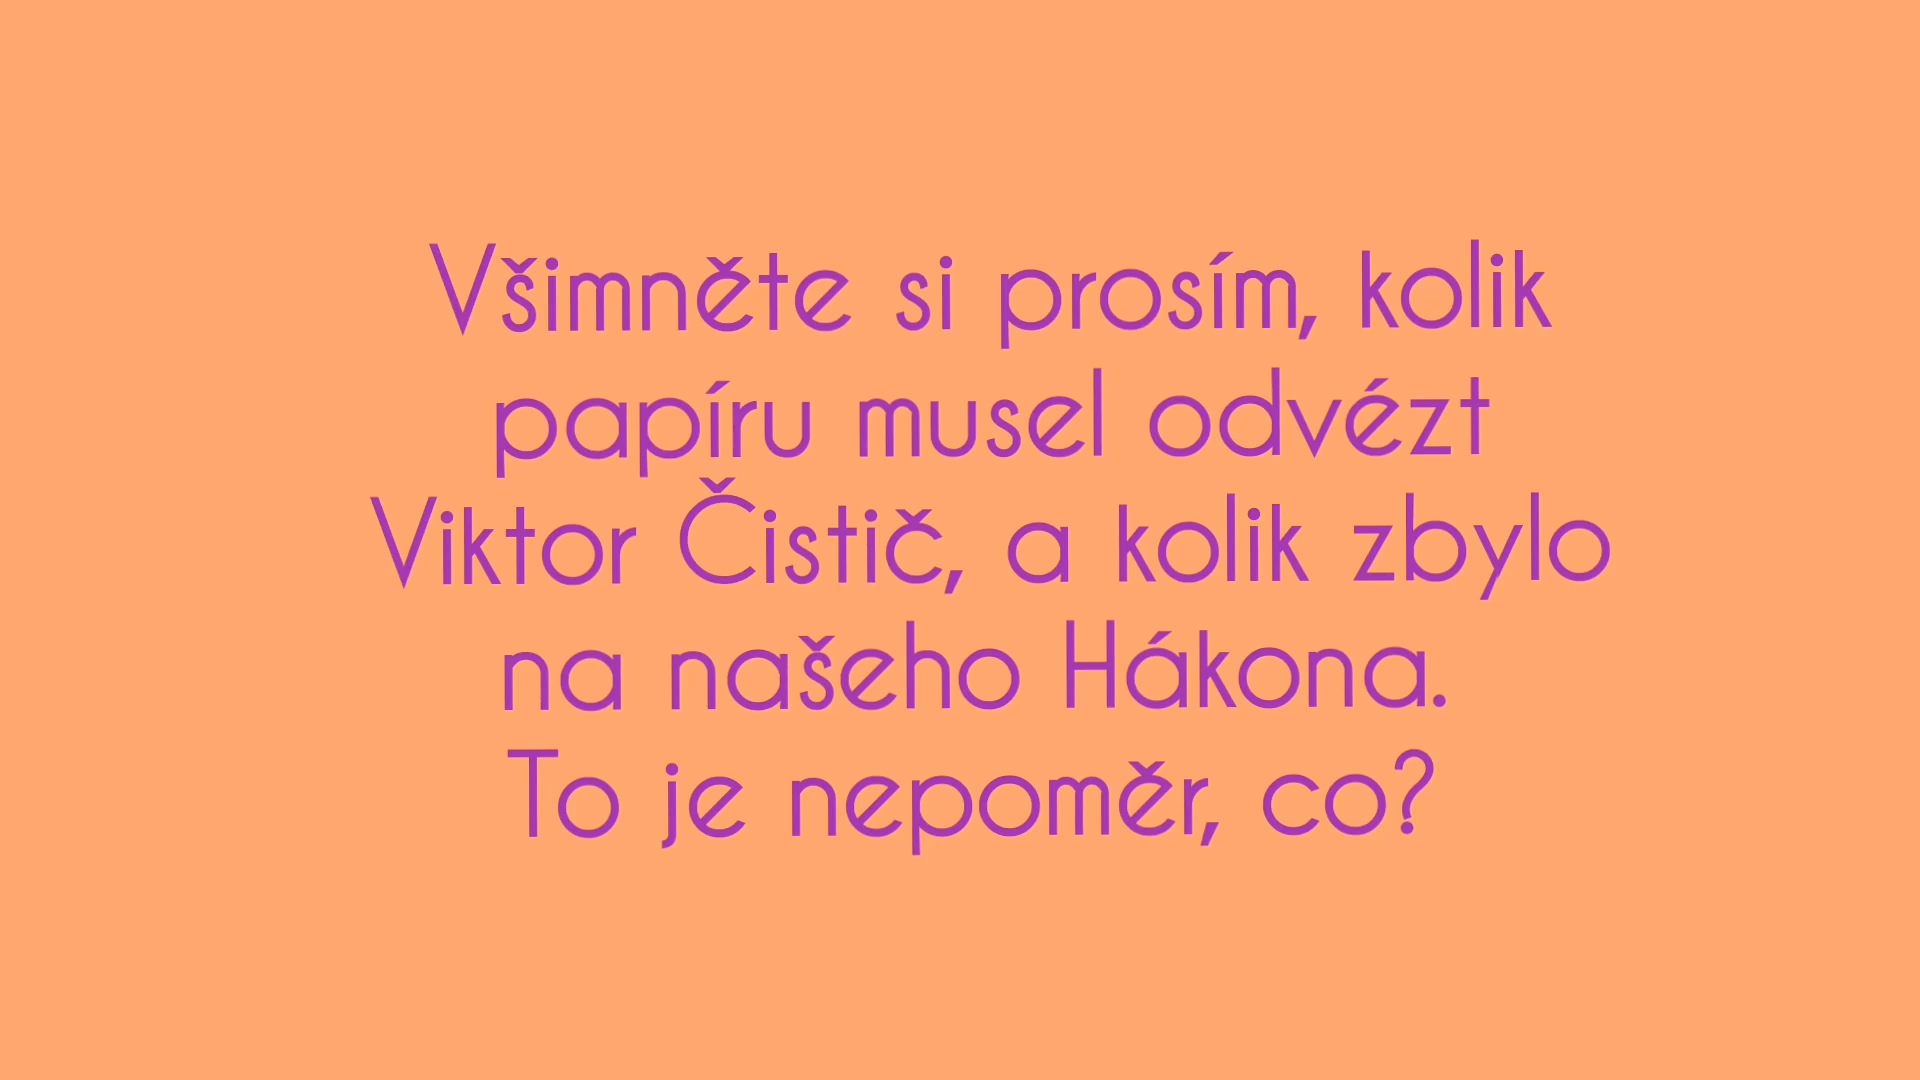 Všimněte si prosím, kolik
papíru musel odvézt
Viktor Čistič, a kolik zbylo
na našeho Hákona.
To je nepoměr, co?